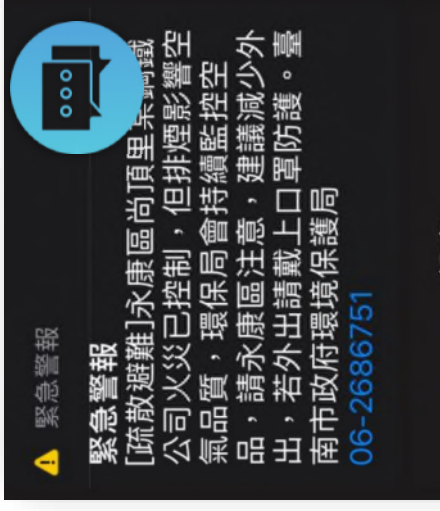 緊急警報
緊急警報
[疏散避難]永康區尚頂里某鋼鐵
公司火災已控制，但排煙影響空
氣品質，環保局會持續監控空
品，請永康區注意，建議減少外
出，若外出請戴上口罩防護。臺
南市政府環境保護局
06-2686751